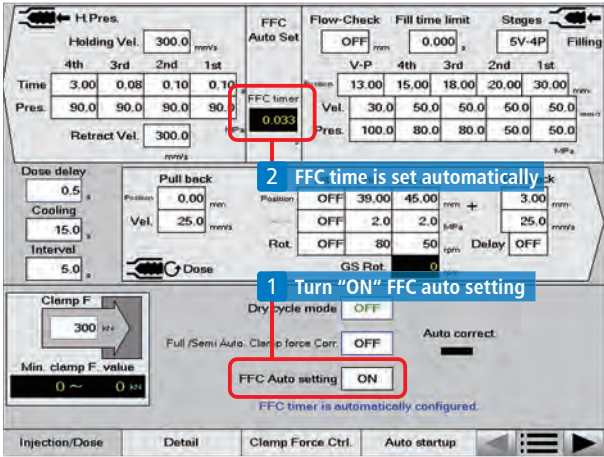 H.Pres.
Holding Vel. 300.0 mm/s
4th 3rd 2nd 1st
Time 3.00 0.08 0.10 0.10 s
Pres. 90.0 90.0 90.0 90.0 MPa
Retract Vel. 300.0
mm/s
FFC
Auto Set
FFC timer
0.033
s
Flow-Check Fill time limit Stages
OFF mm 0.000 s 5V-4P Filling
V-P 4th 3rd 2nd 1st
Position 13.00 15.00 18.00 20.00 30.00 mm
Vel. 30.0 50.0 50.0 50.0 50.0 mm/s
Pres. 100.0 80.0 80.0 50.0 50.0
MPa
2 FFC time is set automatically
Dose delay
0.5 s
Cooling
15.0 s
Interval
5.0 s
Pull back
Position 0.00 mm
Vel. 25.0 mm/s
Dose
Position OFF 39.00 45.00 mm + 3.00 mm
OFF 2.0 2.0 MPa 25.0 mm/s
Rot. OFF 80 50 rpm Delay OFF
GS Rot. 0
1 Turn “ON” FFC auto setting
Clamp F
300 kN
Min. clamp F. value
0 ~ 0 kN
Dry cycle mode OFF
Full /Semi Auto. Clamp force Corr. OFF
Auto correct
FFC Auto setting ON
FFC timer is automatically configured.
Injection/Dose Detail Clamp Force Ctrl. Auto startup